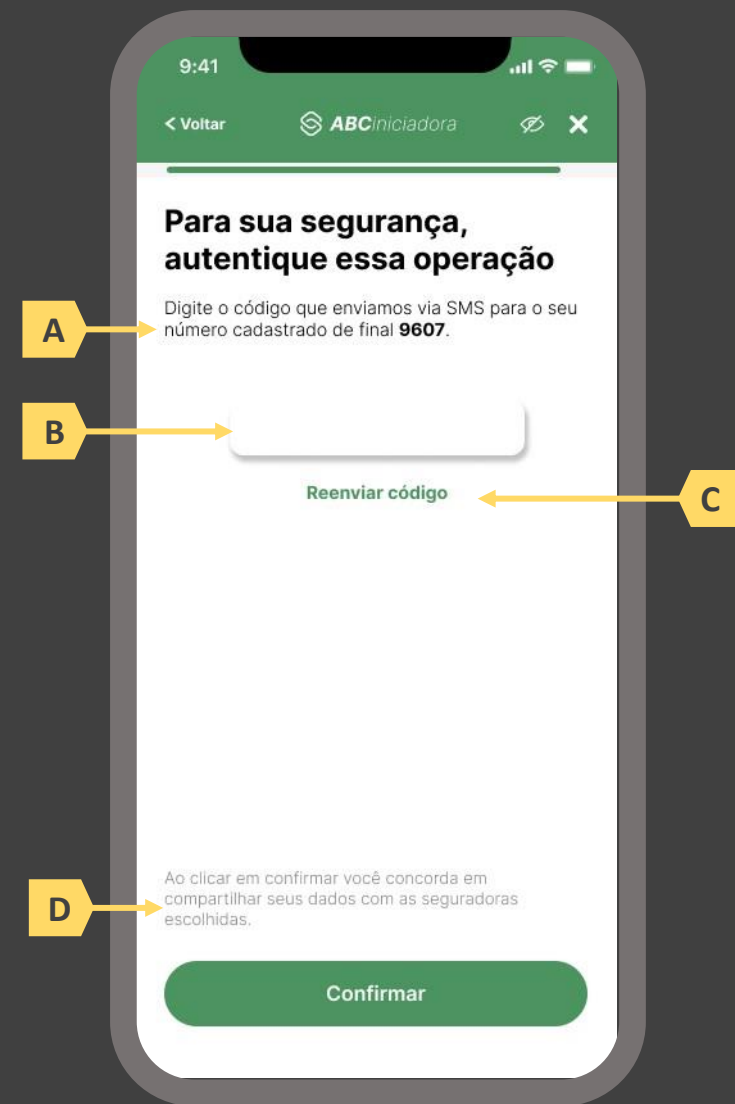 9:41
< Voltar
ABCiniciadora
Para sua segurança,
autentique essa operação
Digite o código que enviamos via SMS para o seu
número cadastrado de final 9607.
A
B
Reenviar código
C
Ao clicar em confirmar você concorda em
compartilhar seus dados com as seguradoras
escolhidas.
D
Confirmar